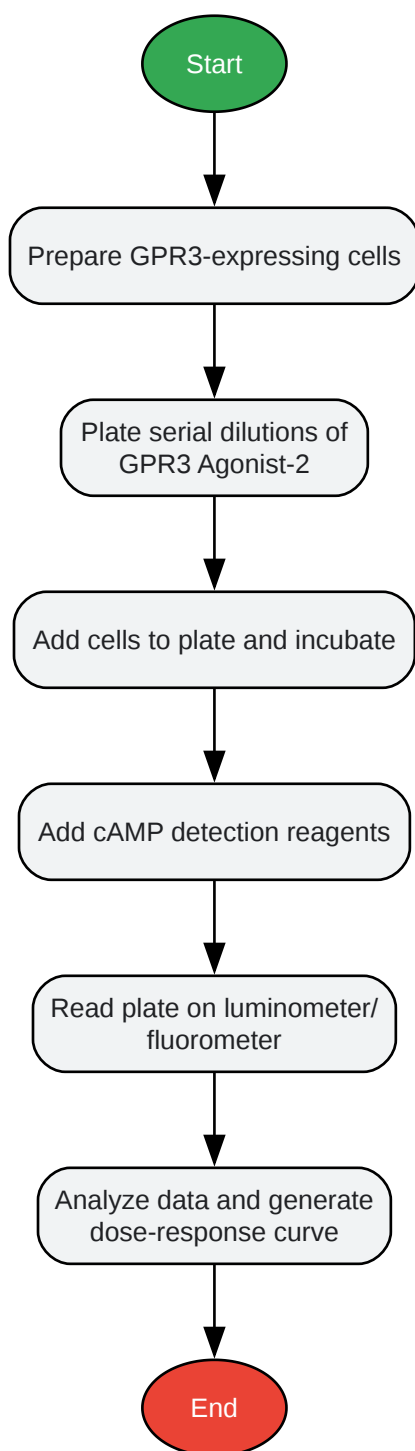 Start
Prepare GPR3-expressing cells
Plate serial dilutions of
GPR3 Agonist-2
Add cells to plate and incubate
Add cAMP detection reagents
Read plate on luminometer/
fluorometer
Analyze data and generate
dose-response curve
End